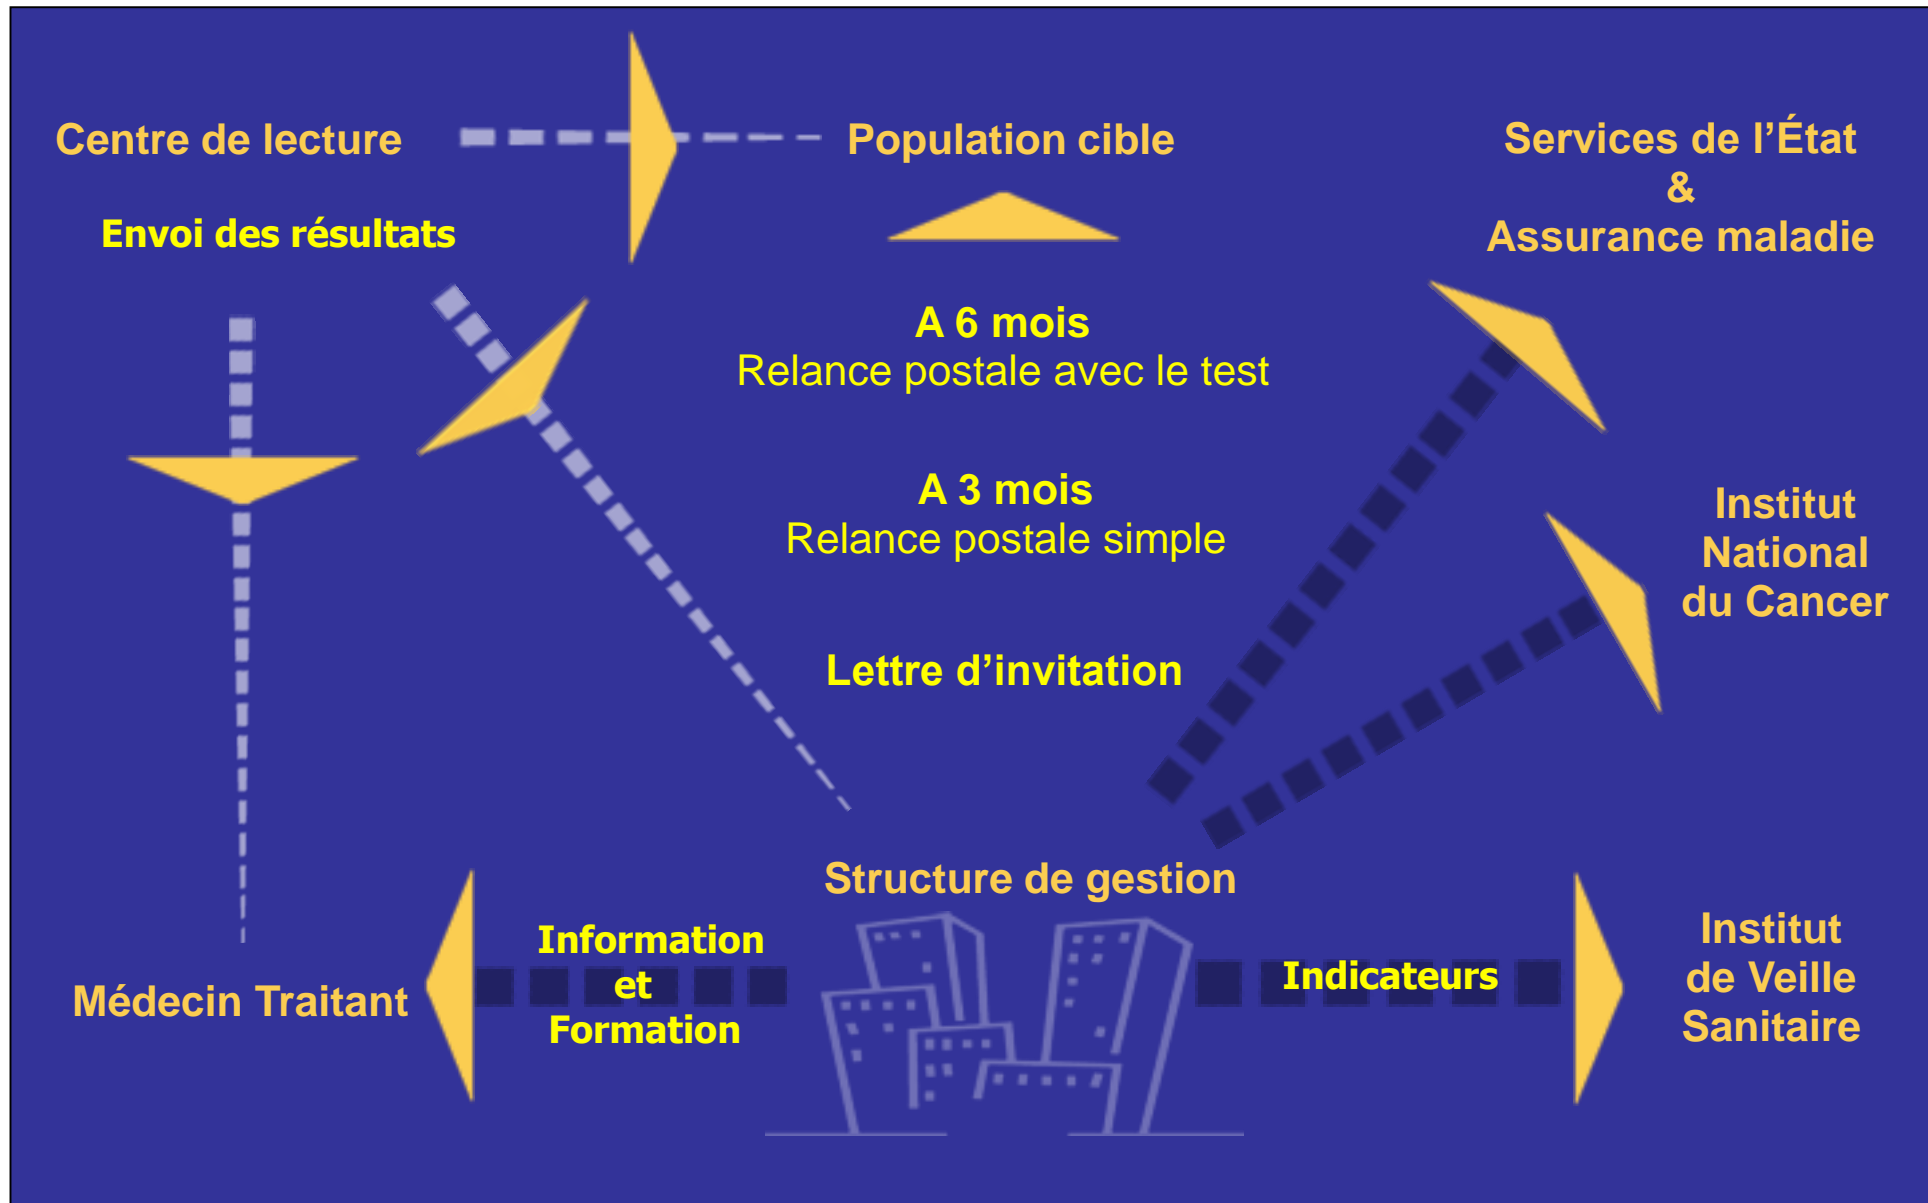 Centre de lecture
Population cible
Services de l’État
&
Assurance maladie
Envoi des résultats
A 6 mois
Relance postale avec le test
A 3 mois
Relance postale simple
Institut
National
du Cancer
Lettre d’invitation
Structure de gestion
Médecin Traitant
Information
et
Formation
Indicateurs
Institut
de Veille
Sanitaire